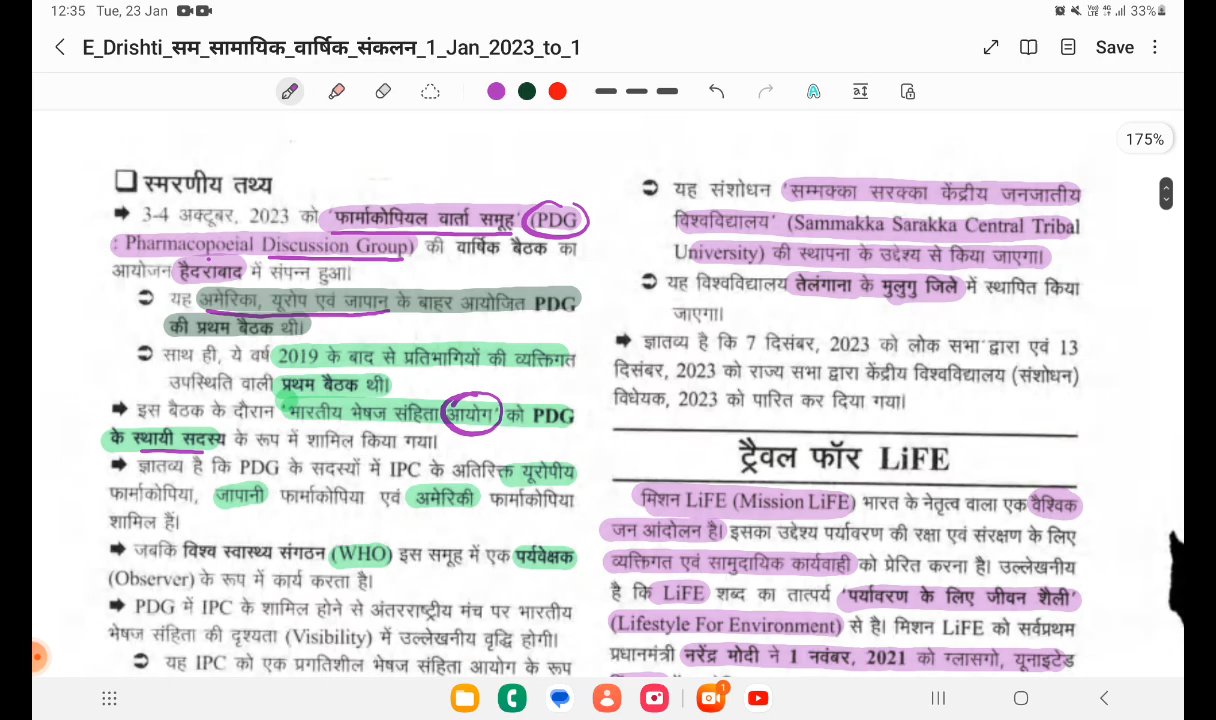 12:35 Tue, 23 Jan
33%
E_Drishti_सम_सामायिक_वार्षिक_संकलन_1_Jan_2023_to_1
Save
175%
स्मरणीय तथ्य
3-4 अक्टूबर, 2023 को 'फार्माकोपियल वार्ता समूह' (PDG
: Pharmacopoeial Discussion Group) की वार्षिक बैठक का
आयोजन हैदराबाद में संपन्न हुआ।
यह अमेरिका, यूरोप एवं जापान के बाहर आयोजित PDG
की प्रथम बैठक थी।
साथ ही, ये वर्ष 2019 के बाद से प्रतिभागियों की व्यक्तिगत
उपस्थिति वाली प्रथम बैठक थी।
इस बैठक के दौरान 'भारतीय भेषज संहिता आयोग' को PDG
के स्थायी सदस्य के रूप में शामिल किया गया।
ज्ञातव्य है कि PDG के सदस्यों में IPC के अतिरिक्त यूरोपीय
फार्माकोपिया, जापानी फार्माकोपिया एवं अमेरिकी फार्माकोपिया
शामिल हैं।
जबकि विश्व स्वास्थ्य संगठन (WHO) इस समूह में एक पर्यवेक्षक
(Observer) के रूप में कार्य करता है।
PDG में IPC के शामिल होने से अंतरराष्ट्रीय मंच पर भारतीय
भेषज संहिता की दृश्यता (Visibility) में उल्लेखनीय वृद्धि होगी।
यह IPC को एक प्रगतिशील भेषज संहिता आयोग के रूप
यह संशोधन 'सम्मक्का सरक्का केंद्रीय जनजातीय
विश्वविद्यालय' (Sammakka Sarakka Central Tribal
University) की स्थापना के उद्देश्य से किया जाएगा।
यह विश्वविद्यालय तेलंगाना के मुलुगु जिले में स्थापित किया
जाएगा।
ज्ञातव्य है कि 7 दिसंबर, 2023 को लोक सभा द्वारा एवं 13
दिसंबर, 2023 को राज्य सभा द्वारा केंद्रीय विश्वविद्यालय (संशोधन)
विधेयक, 2023 को पारित कर दिया गया।
ट्रैवल फॉर LiFE
मिशन LiFE (Mission LiFE) भारत के नेतृत्व वाला एक वैश्विक
जन आंदोलन है। इसका उद्देश्य पर्यावरण की रक्षा एवं संरक्षण के लिए
व्यक्तिगत एवं सामुदायिक कार्यवाही को प्रेरित करना है। उल्लेखनीय
है कि LiFE शब्द का तात्पर्य 'पर्यावरण के लिए जीवन शैली'
(Lifestyle For Environment) से है। मिशन LiFE को सर्वप्रथम
प्रधानमंत्री नरेंद्र मोदी ने 1 नवंबर, 2021 को ग्लासगो, यूनाइटेड